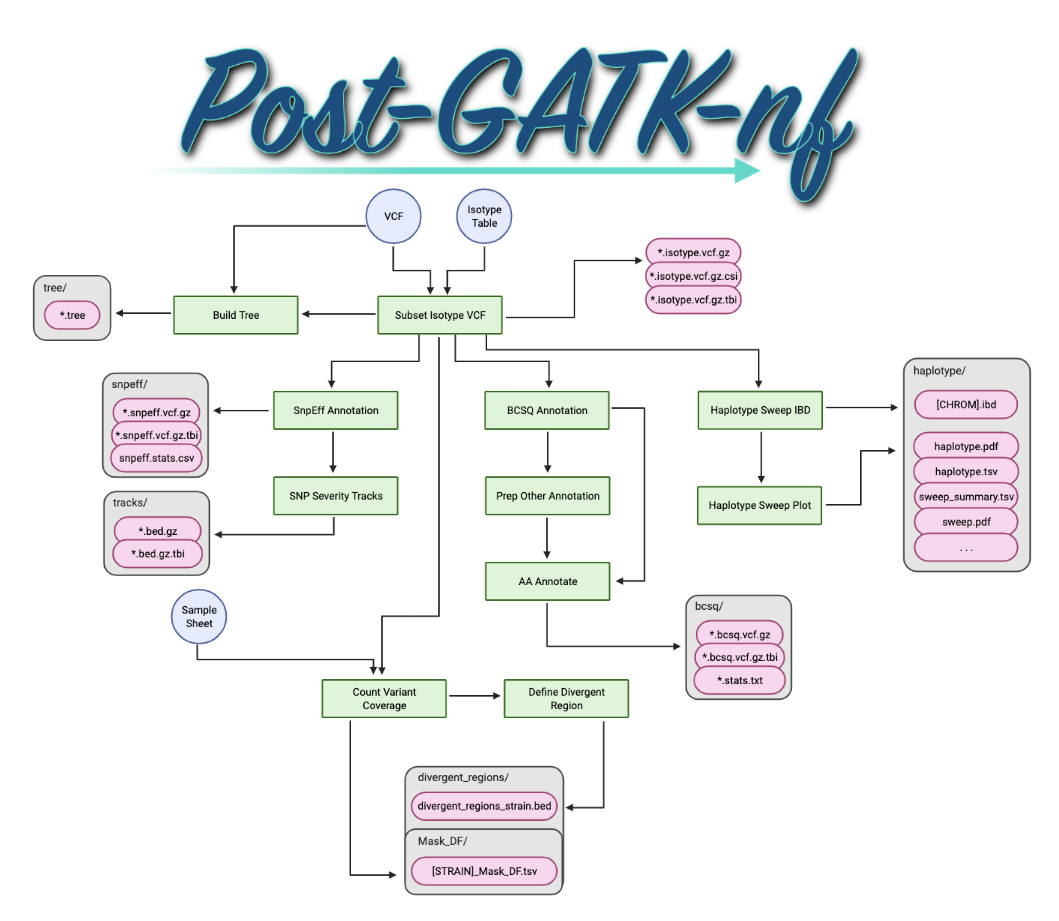 Post-GATK-nf
VCF
Isotype
Table
*.isotype.vcf.gz
*.isotype.vcf.gz.csi
*.isotype.vcf.gz.tbi
tree/
*.tree
Build Tree
Subset Isotype VCF
snpeff/
*.snpeff.vcf.gz
*.snpeff.vcf.gz.tbi
snpeff.stats.csv
SnpEff Annotation
BCSQ Annotation
Haplotype Sweep IBD
haplotype/
[CHROM].ibd
haplotype.pdf
haplotype.tsv
sweep_summary.tsv
sweep.pdf
...
tracks/
*.bed.gz
*.bed.gz.tbi
SNP Severity Tracks
Prep Other Annotation
Haplotype Sweep Plot
AA Annotate
Sample
Sheet
bcsq/
*.bcsq.vcf.gz
*.bcsq.vcf.gz.tbi
*.stats.txt
Count Variant
Coverage
Define Divergent
Region
divergent_regions/
divergent_regions_strain.bed
Mask_DF/
[STRAIN]_Mask_DF.tsv